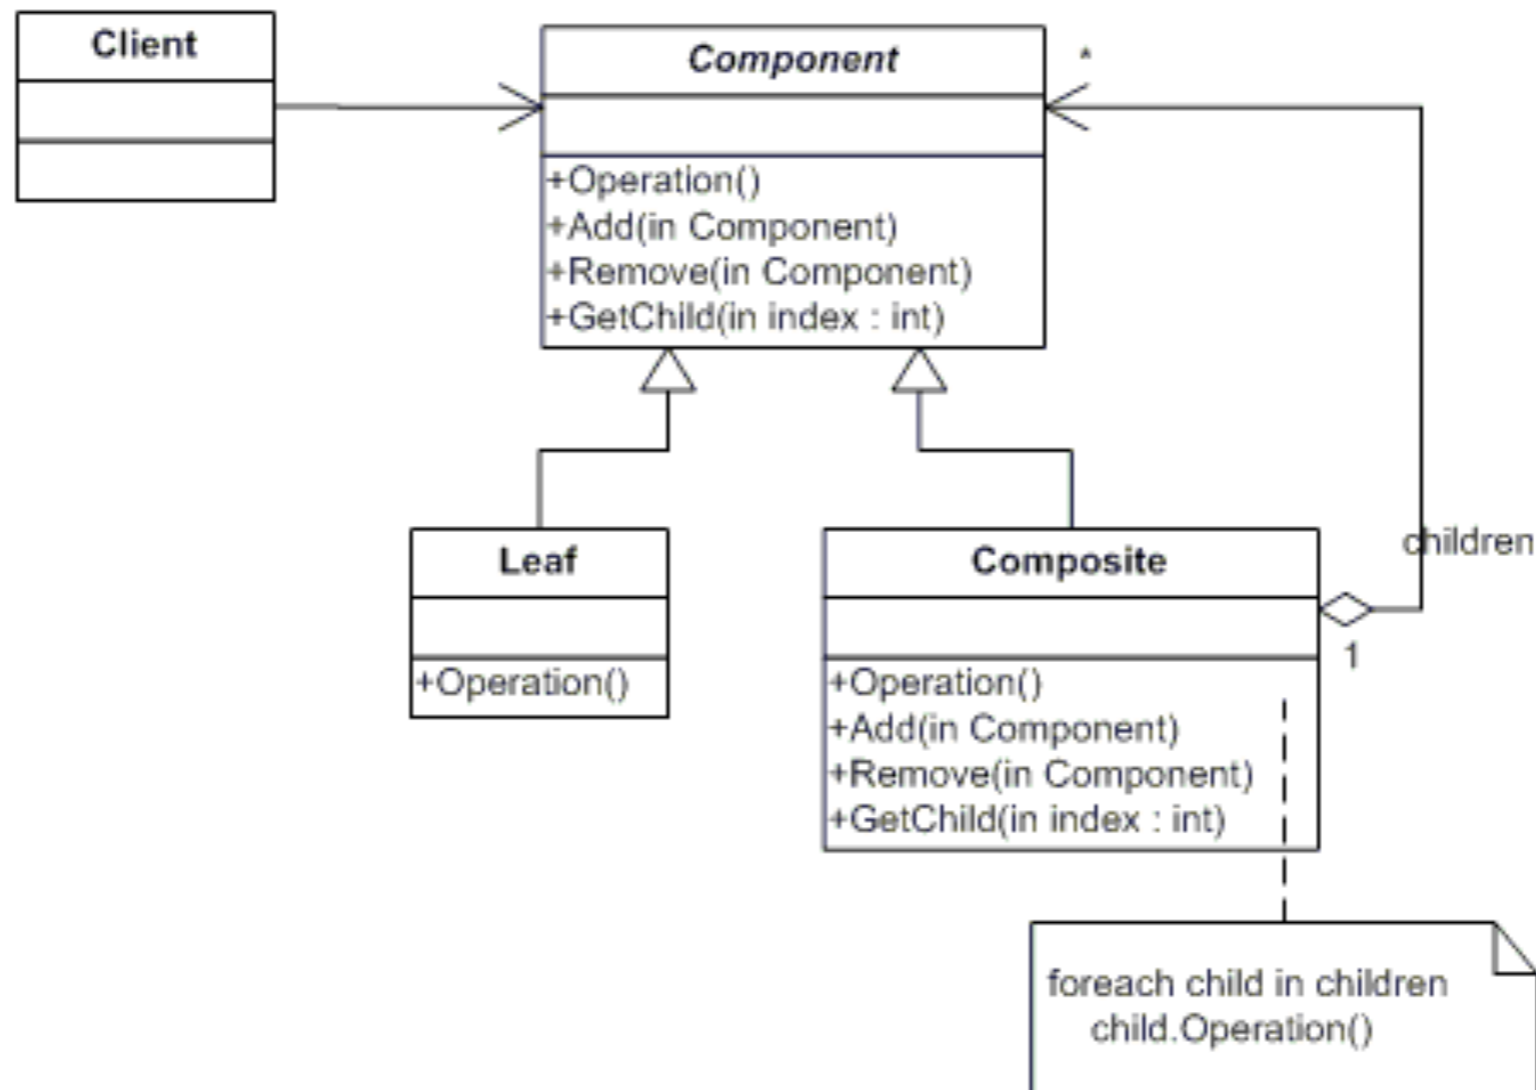 Client
Component
*
+Operation()
+Add(in Component)
+Remove(in Component)
+GetChild(in index : int)
Leaf
+Operation()
Composite
children
1
+Operation()
+Add(in Component)
+Remove(in Component)
+GetChild(in index : int)
foreach child in children
child.Operation()